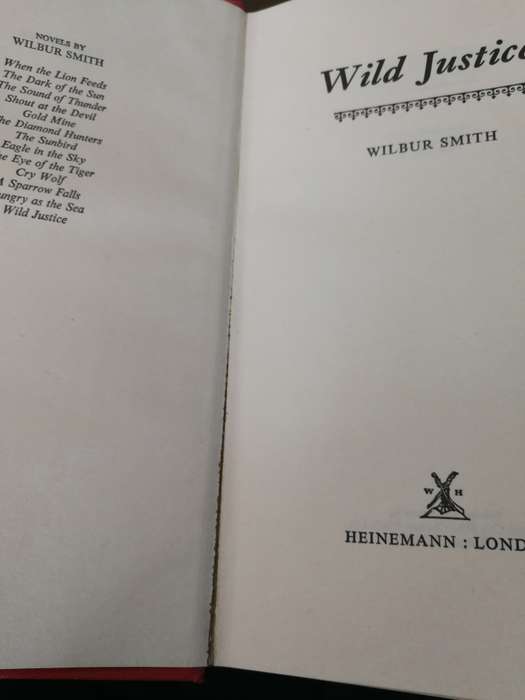 NOVELS BY
WILBUR SMITH
When the Lion Feeds
The Dark of the Sun
The Sound of Thunder
Shout at the Devil
Gold Mine
he Diamond Hunters
The Sunbird
Eagle in the Sky
he Eye of the Tiger
Cry Wolf
A Sparrow Falls
ungry as the Sea
Wild Justice
Wild Justice
WILBUR SMITH
W H
HEINEMANN : LOND